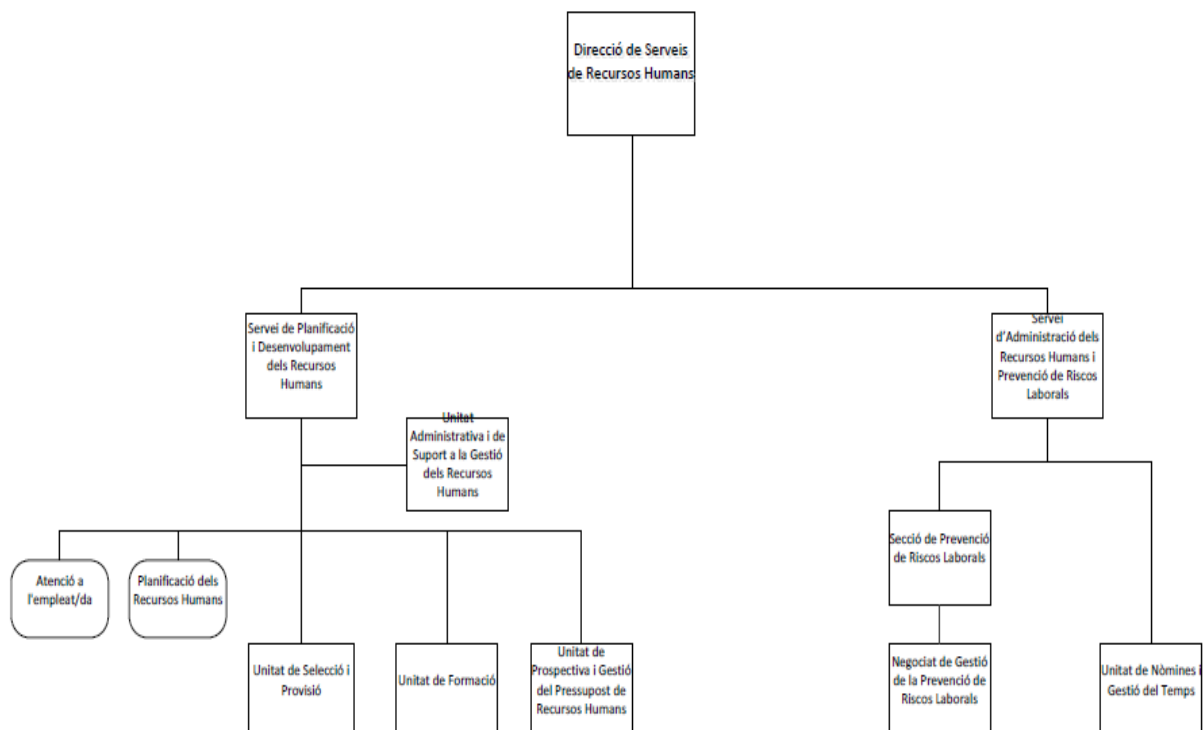 Direcció de Serveis
de Recursos Humans
Servei de Planificació
i Desenvolupament
dels Recursos
Humans
Servei
d'Administració dels
Recursos Humans i
Prevenció de Riscos
Laborals
Unitat
Administrativa i de
Suport a la Gestió
dels Recursos
Humans
Secció de Prevenció
de Riscos Laborals
Atenció a
l'empleat/da
Planificació dels
Recursos Humans
Unitat de Selecció i
Provisió
Unitat de Formació
Unitat de
Prospectiva i Gestió
del Pressupost de
Recursos Humans
Negociat de Gestió
de la Prevenció de
Riscos Laborals
Unitat de Nòmines i
Gestió del Temps